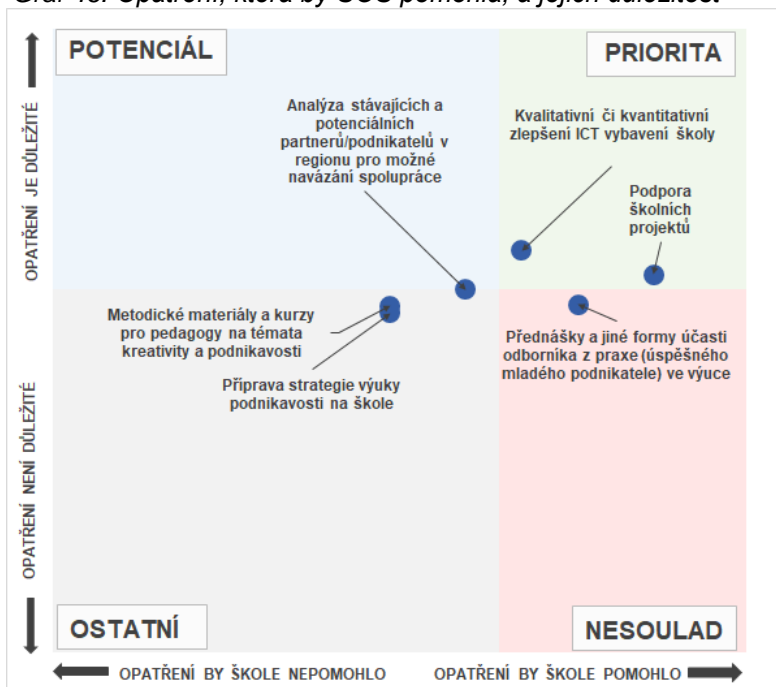 POTENCIÁL
PRIORITA
Analýza stávajících a
potenciálních
partnerů/podnikatelů v
regionu pro možné
navázání spolupráce
Kvalitativní či kvantitativní
zlepšení ICT vybavení školy
Podpora
školních
projektů
OPATŘENÍ JE DŮLEŽITÉ
Metodické materiály a kurzy
pro pedagogy na témata
kreativity a podnikavosti
Příprava strategie výuky
podnikavosti na škole
Přednášky a jiné formy účasti
odborníka z praxe (úspěšného
mladého podnikatele) ve výuce
OPATŘENÍ NENÍ DŮLEŽITÉ
OSTATNÍ
NESOULAD
OPATŘENÍ BY ŠKOLE NEPOMOHLO
OPATŘENÍ BY ŠKOLE POMOHLO